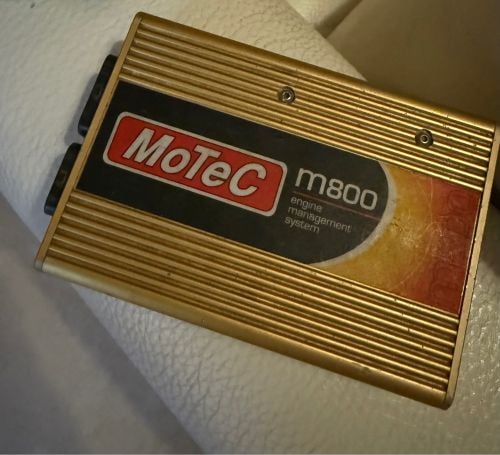 MoTeC
m800
engine
management
system